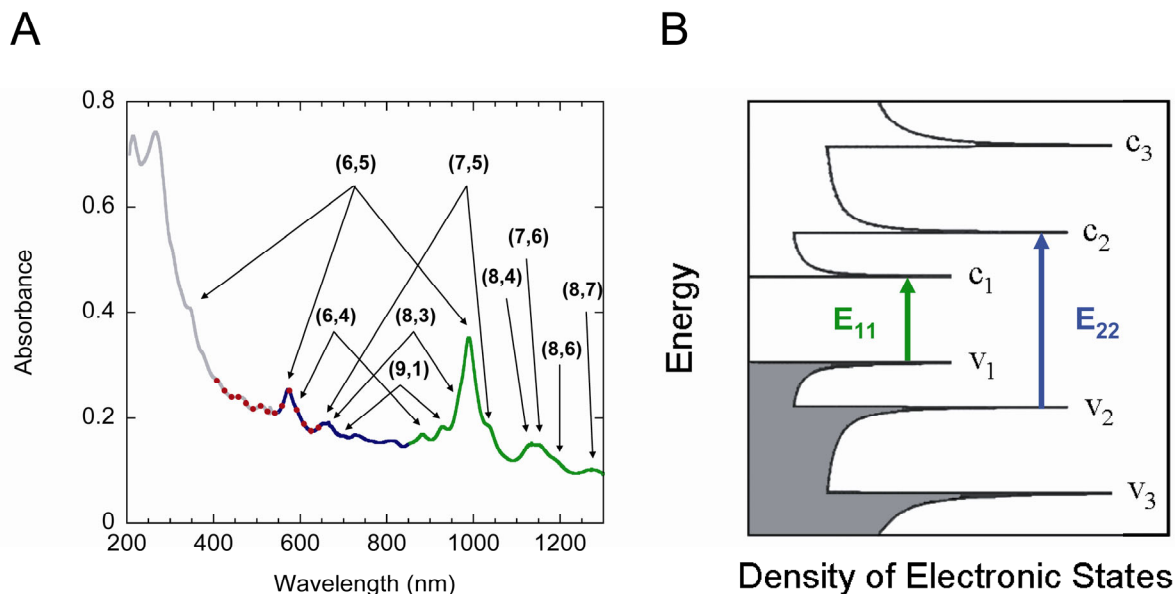 A
B
0.8
0.6
0.4
0.2
0
200
400
600
800
1000
1200
Absorbance
Wavelength (nm)
(6,5)
(7,5)
(7,6)
(8,4)
(8,7)
(6,4)
(8,3)
(8,6)
(9,1)
Energy
c3
c2
c1
E11
E22
v1
v2
v3
Density of Electronic States